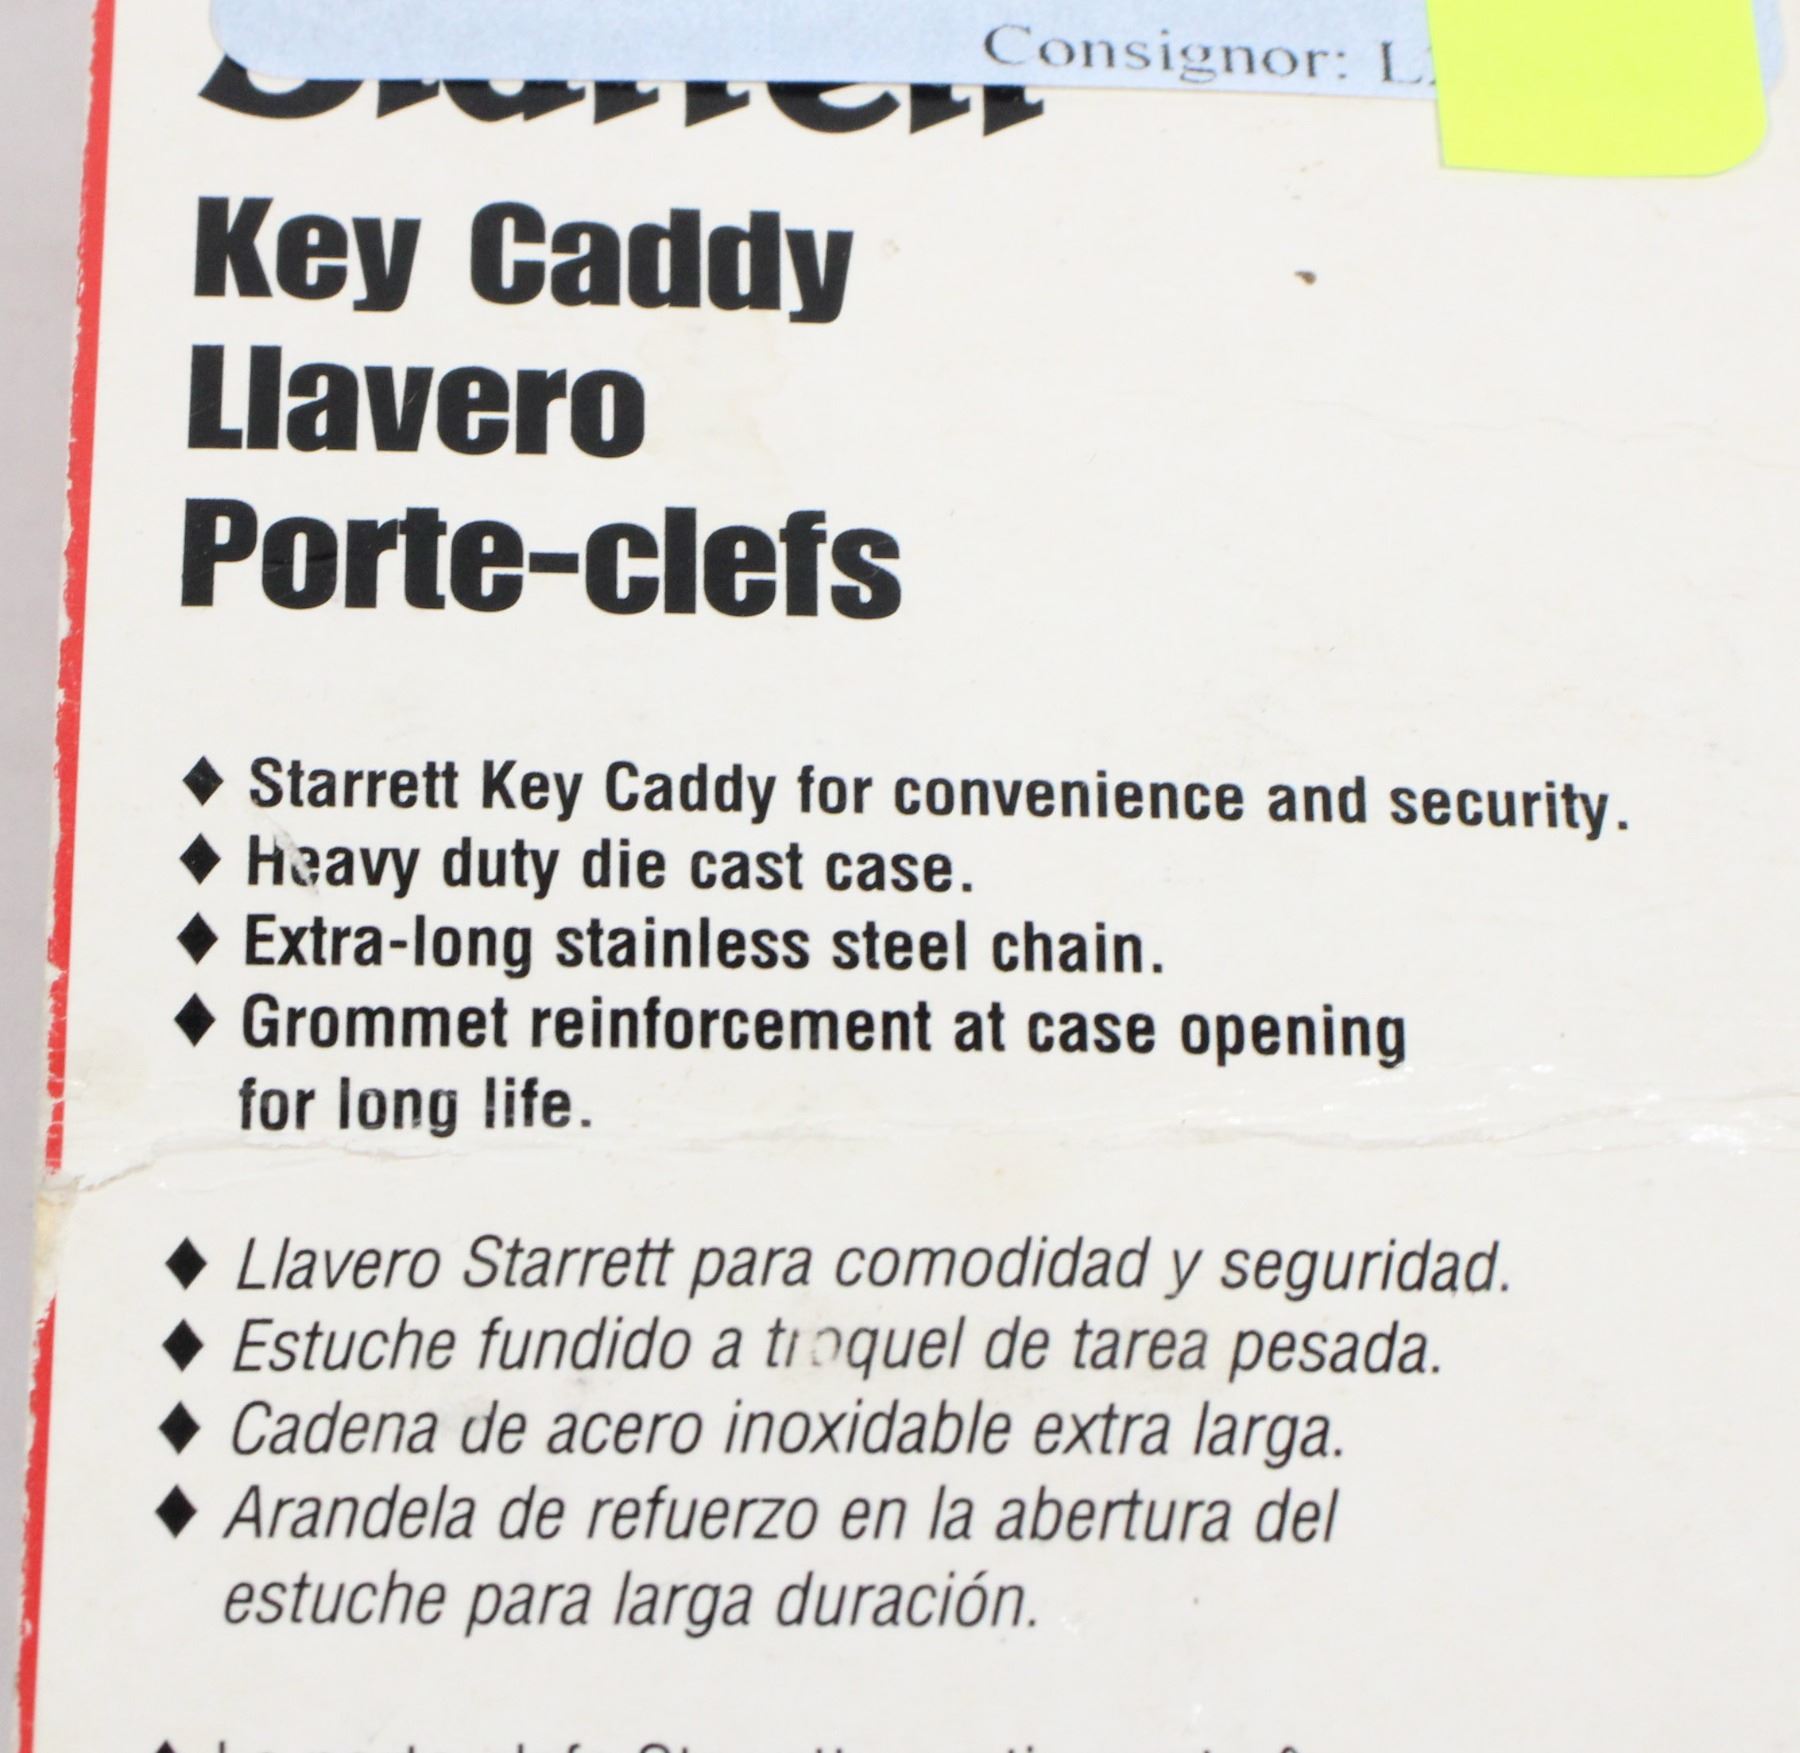 Consignor:
Starrett
Key Caddy
Llavero
Porte-clefs
♦ Starrett Key Caddy for convenience and security.
♦ Heavy duty die cast case.
♦ Extra-long stainless steel chain.
♦ Grommet reinforcement at case opening
for long life.
♦ Llavero Starrett para comodidad y seguridad.
♦ Estuche fundido a troquel de tarea pesada.
♦ Cadena de acero inoxidable extra larga.
♦ Arandela de refuerzo en la abertura del
estuche para larga duración.